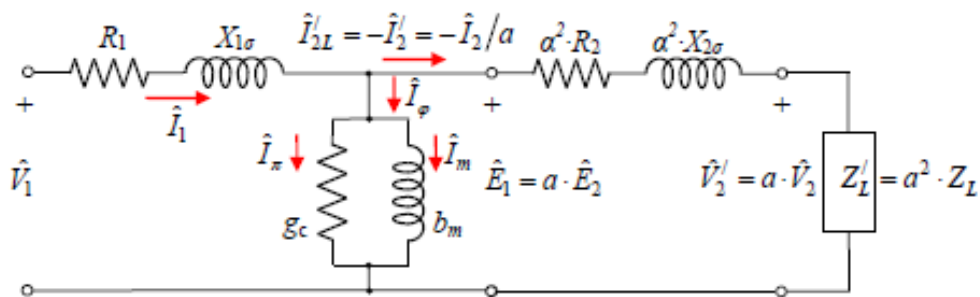 R₁ X₁σ Î′₂L = −Î′₂ = −Î₂/a α²·R₂ α²·X₂σ
+ Î₁ Îφ + +
V̂₁ Îπ Îm Ê₁ = a·Ê₂ V̂′₂ = a·V̂₂ Z′L = a²·ZL
gc bm